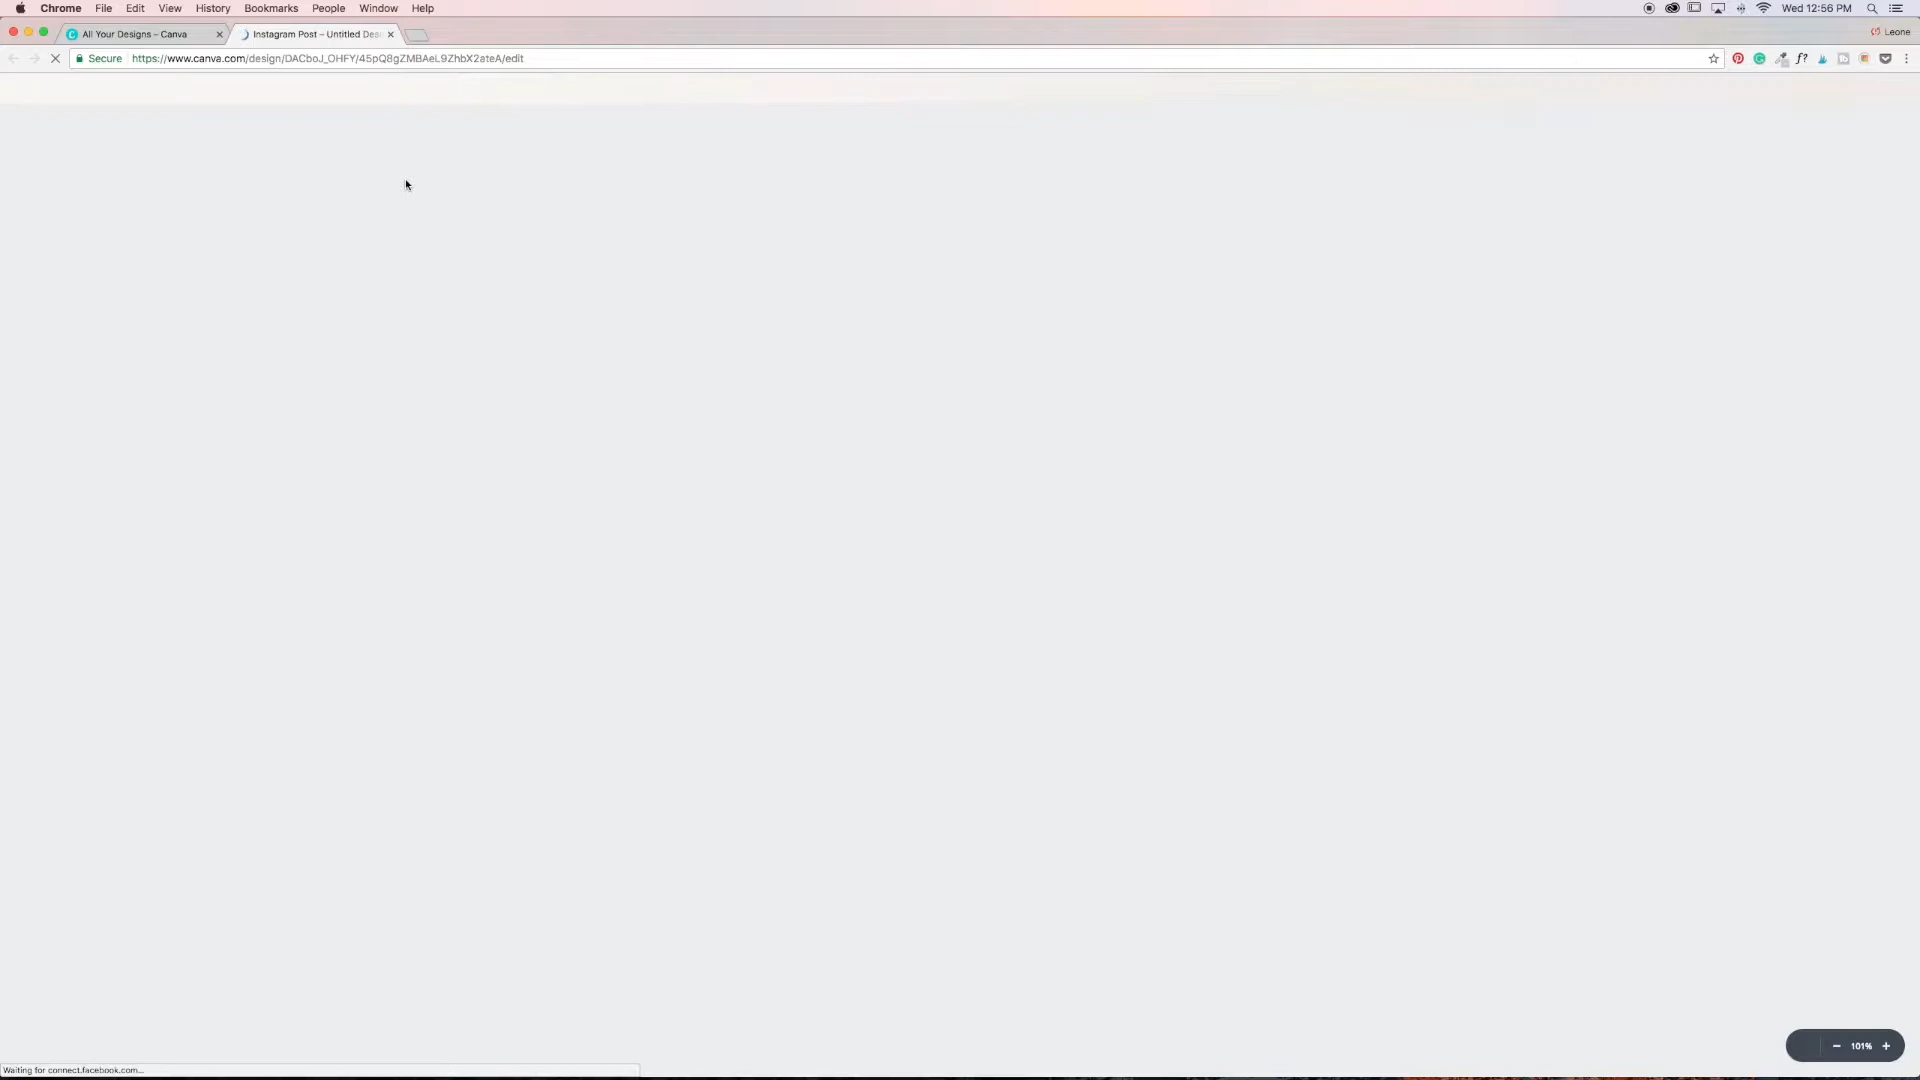 Chrome File Edit View History Bookmarks People Window Help Wed 12:56 PM
All Your Designs – Canva Instagram Post – Untitled Des Leone
Secure https://www.canva.com/design/DACboJ_OHFY/45pQ8gZMBAeL9ZhbX2ateA/edit f?
101%
Waiting for connect.facebook.com...